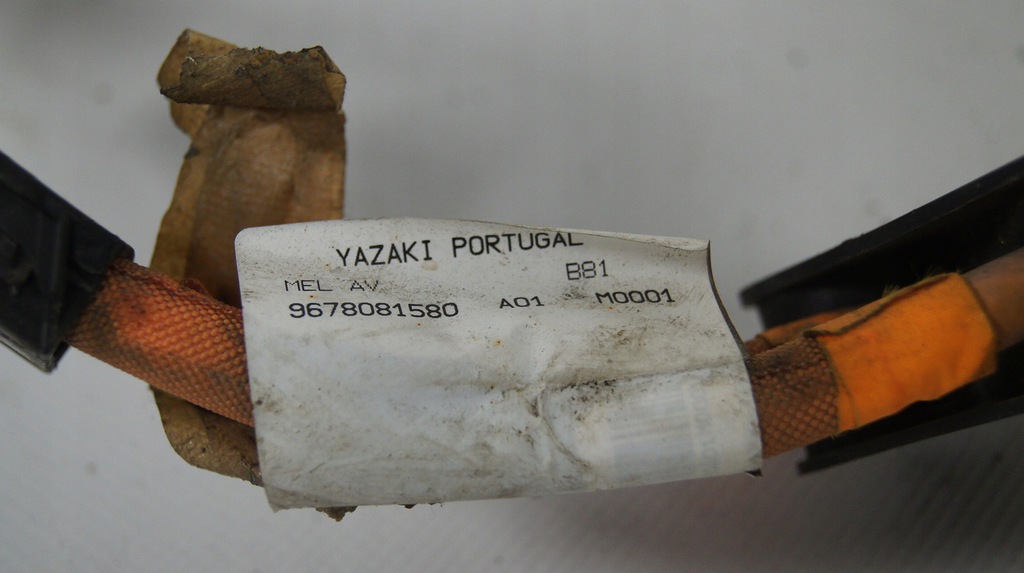 YAZAKI PORTUGAL
MEL AV B81
9678081580 A01 M0001